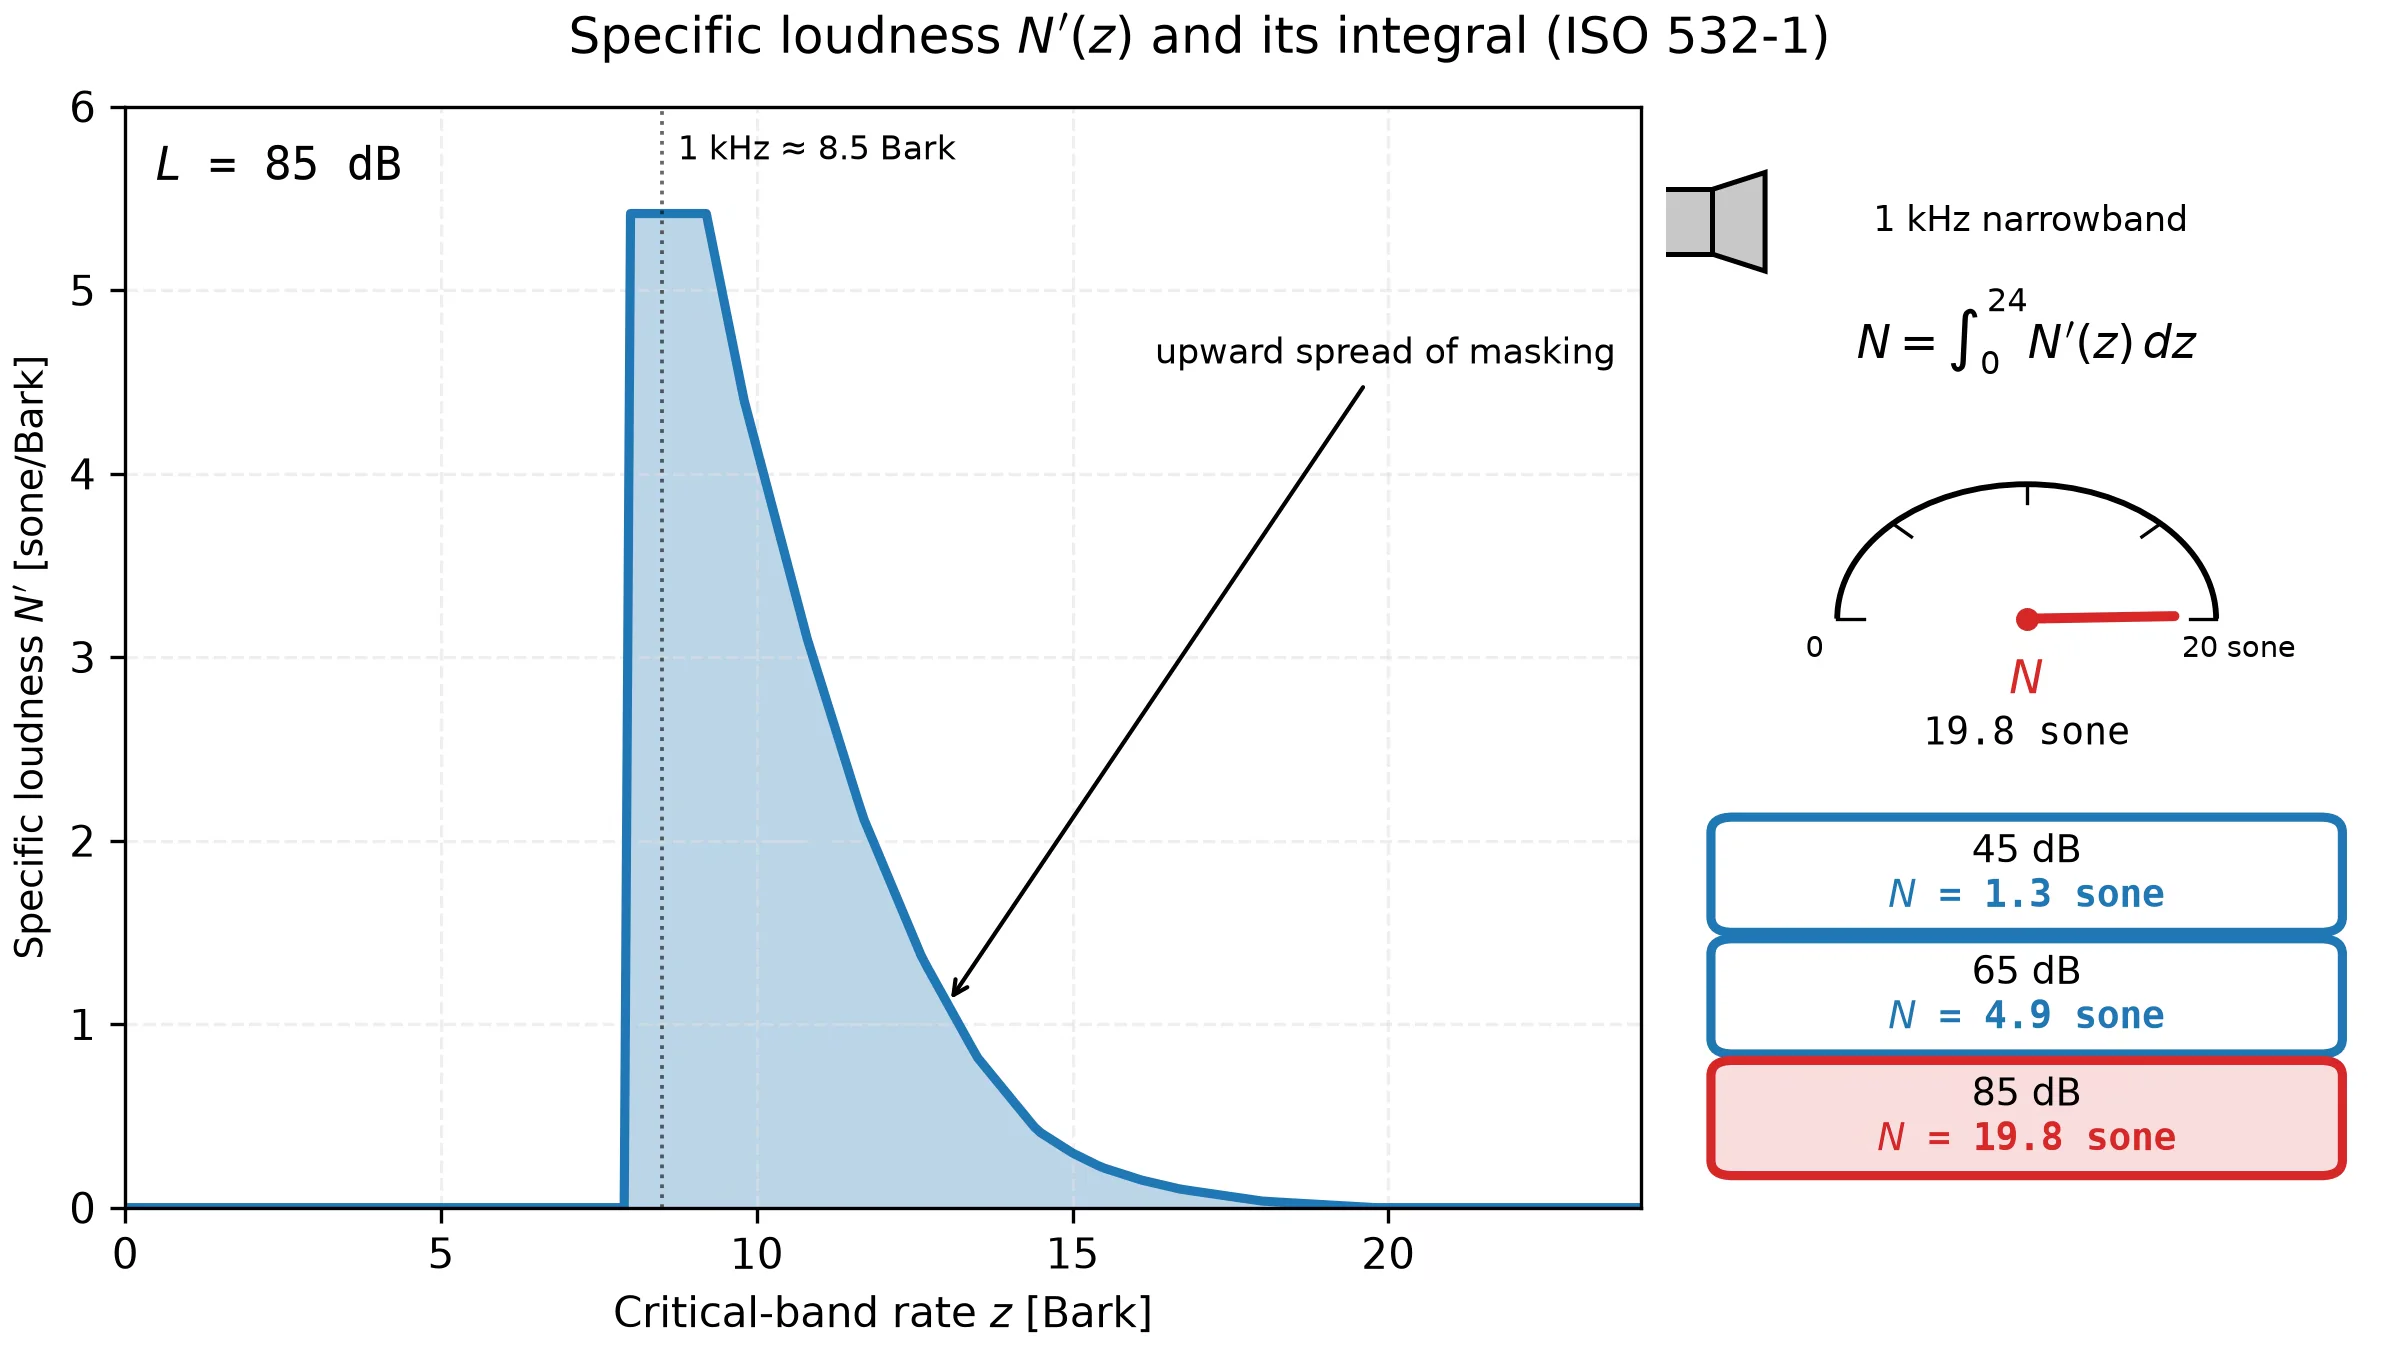 Specific loudness N′(z) and its integral (ISO 532-1)
6
5
4
3
2
1
0
Specific loudness N′ [sone/Bark]
L = 85 dB
1 kHz ≈ 8.5 Bark
upward spread of masking
0
5
10
15
20
Critical-band rate z [Bark]
1 kHz narrowband
N = ∫₀²⁴ N′(z) dz
0
20 sone
N
19.8 sone
45 dB
N = 1.3 sone
65 dB
N = 4.9 sone
85 dB
N = 19.8 sone